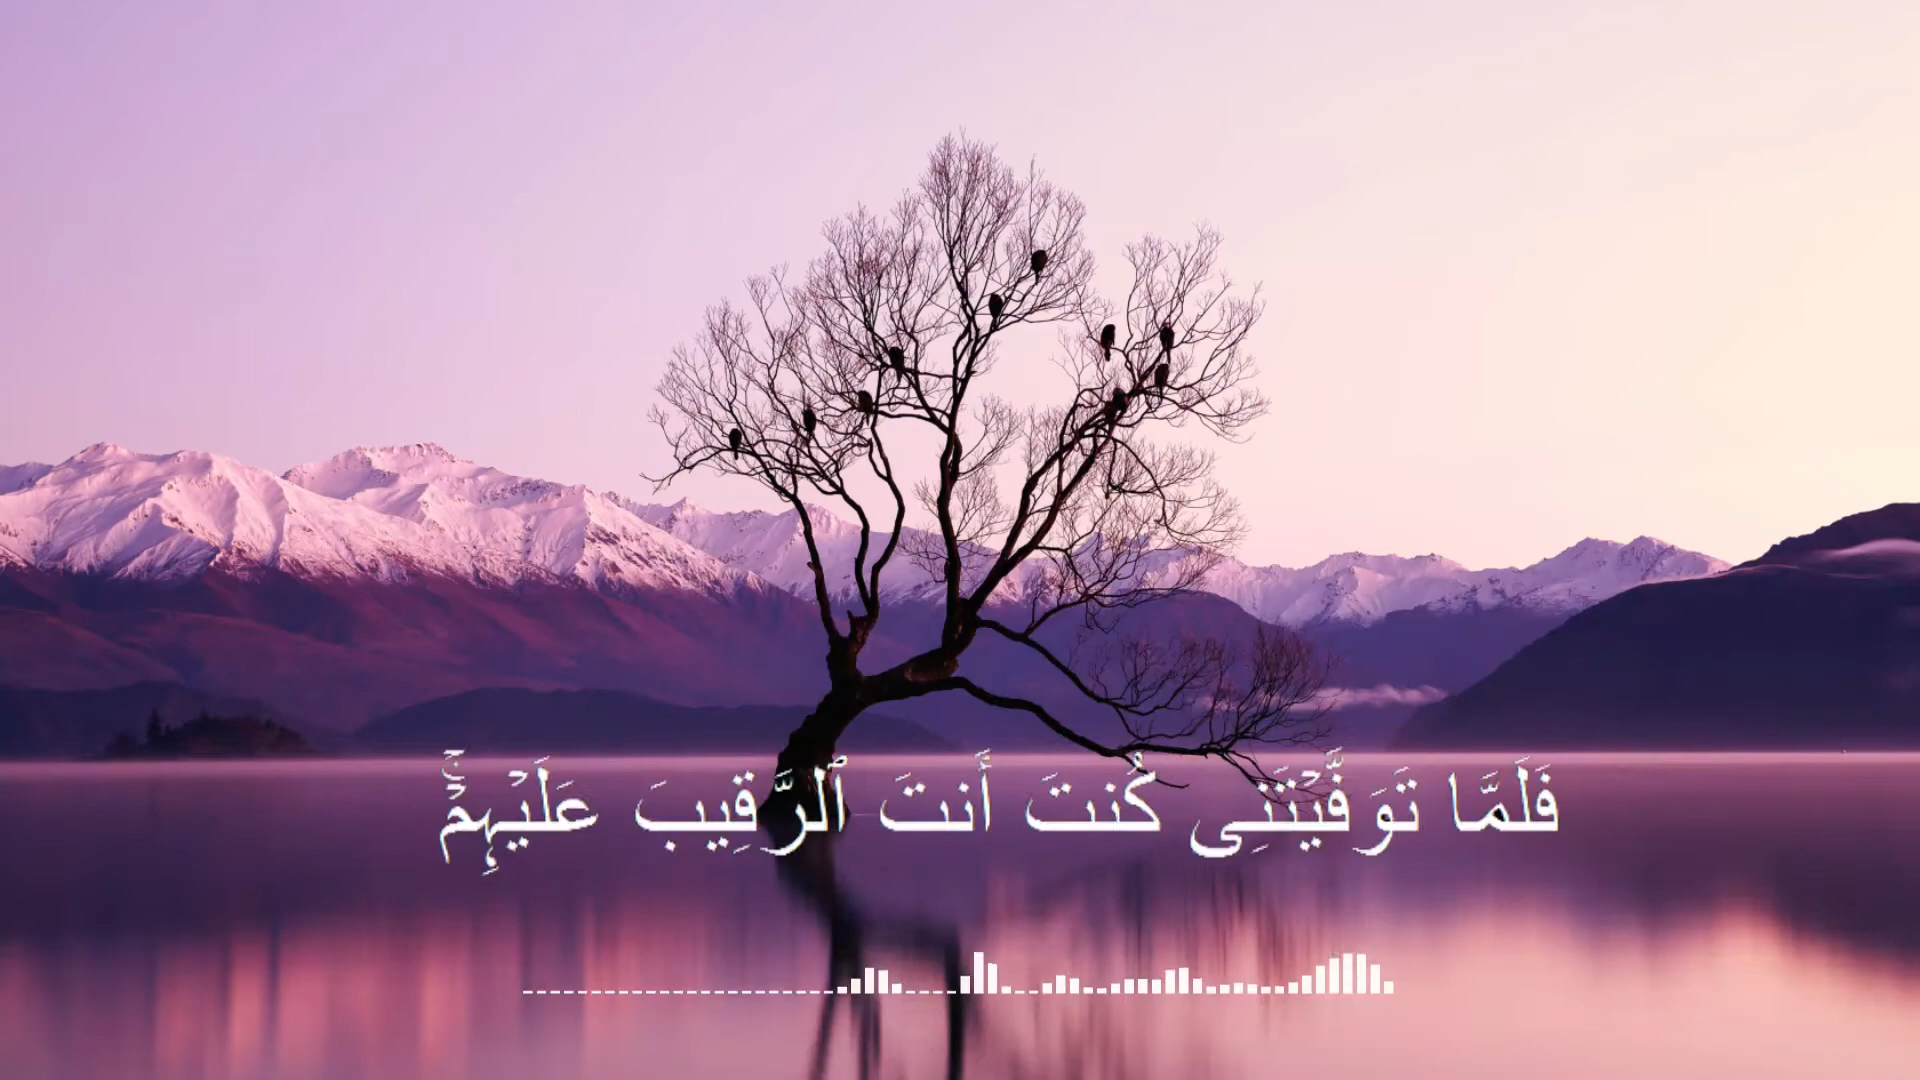 فَلَمَّا تَوَفَّيْتَنِى كُنتَ أَنتَ ٱلرَّقِيبَ عَلَيْهِمْۚ